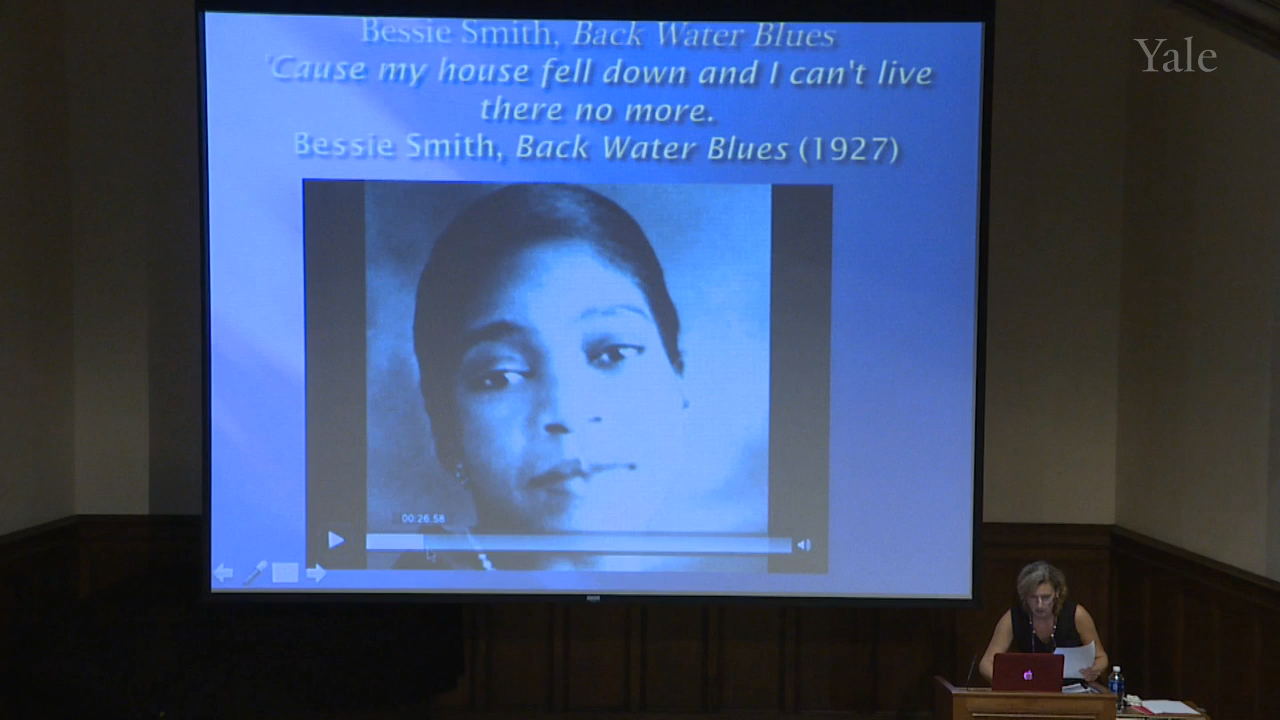 Bessie Smith, Back Water Blues
Yale
'Cause my house fell down and I can't live
there no more.
Bessie Smith, Back Water Blues (1927)
00:26.58